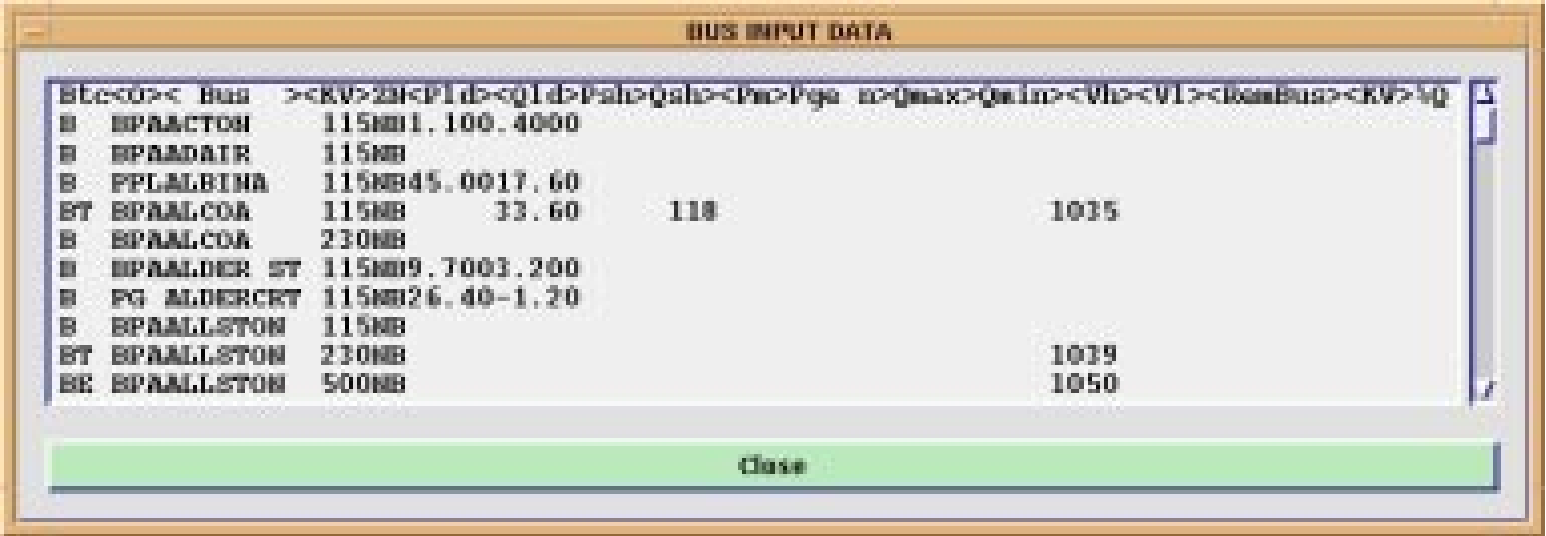 BUS INPUT DATA
Btc<O>< Bus  ><KV>ZN<Pld><Qld>Psh>Qsh><Pm>Pge n>Qmax>Qmin><Vh><Vl><RemBus><KV>%Q
B  BPAACTON    115NB1.100.4000
B  BPAADAIR    115NB
B  PPLALBINA   115NB45.0017.60
BT BPAALCOA    115NB     33.60     118                   1035
B  BPAALCOA    230NB
B  BPAALDER ST 115NB9.7003.200
B  PG ALDERCRT 115NB26.40-1.20
B  BPAALLSTON  115NB
BT BPAALLSTON  230NB                                     1039
BE BPAALLSTON  500NB                                     1050
Close